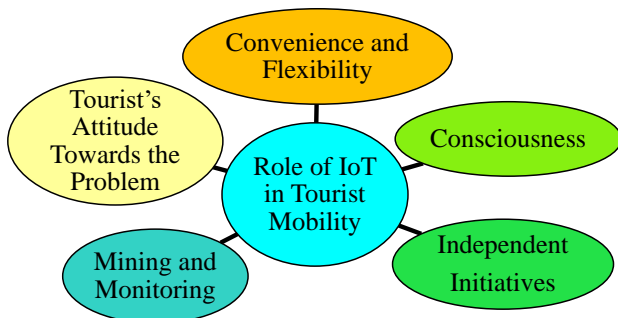 Convenience and
Flexibility
Tourist's
Attitude
Towards the
Problem
Consciousness
Role of IoT
in Tourist
Mobility
Mining and
Monitoring
Independent
Initiatives